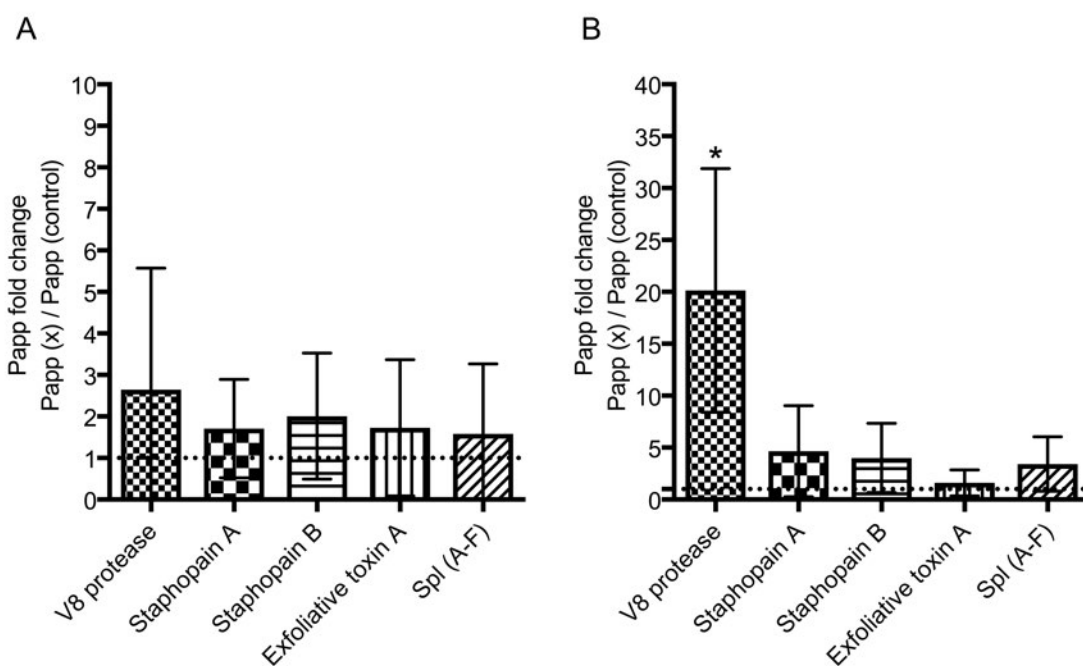 A
Papp fold change
Papp (x) / Papp (control)
10
9
8
7
6
5
4
3
2
1
0
V8 protease
Staphopain A
Staphopain B
Exfoliative toxin A
Spl (A-F)
B
Papp fold change
Papp (x) / Papp (control)
40
35
30
25
20
15
10
5
0
*
V8 protease
Staphopain A
Staphopain B
Exfoliative toxin A
Spl (A-F)